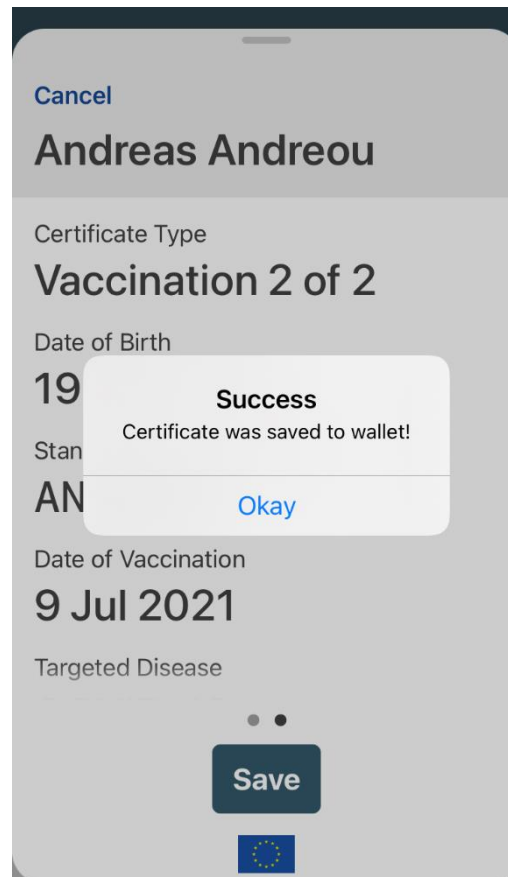 Cancel
Andreas Andreou
Certificate Type
Vaccination 2 of 2
Date of Birth
19
Success
Certificate was saved to wallet!
Stan
AN
Okay
Date of Vaccination
9 Jul 2021
Targeted Disease
Save